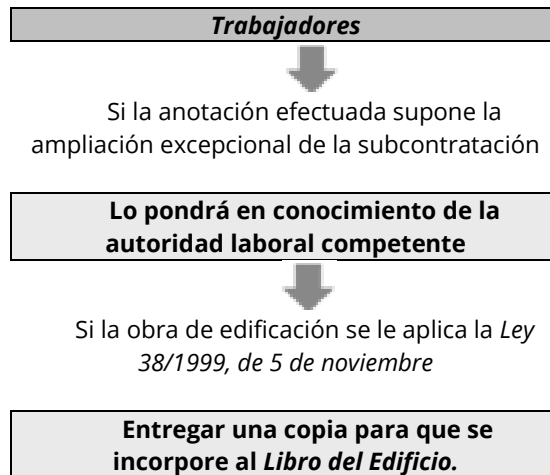 Trabajadores
Si la anotación efectuada supone la
ampliación excepcional de la subcontratación
Lo pondrá en conocimiento de la
autoridad laboral competente
Si la obra de edificación se le aplica la Ley
38/1999, de 5 de noviembre
Entregar una copia para que se
incorpore al Libro del Edificio.